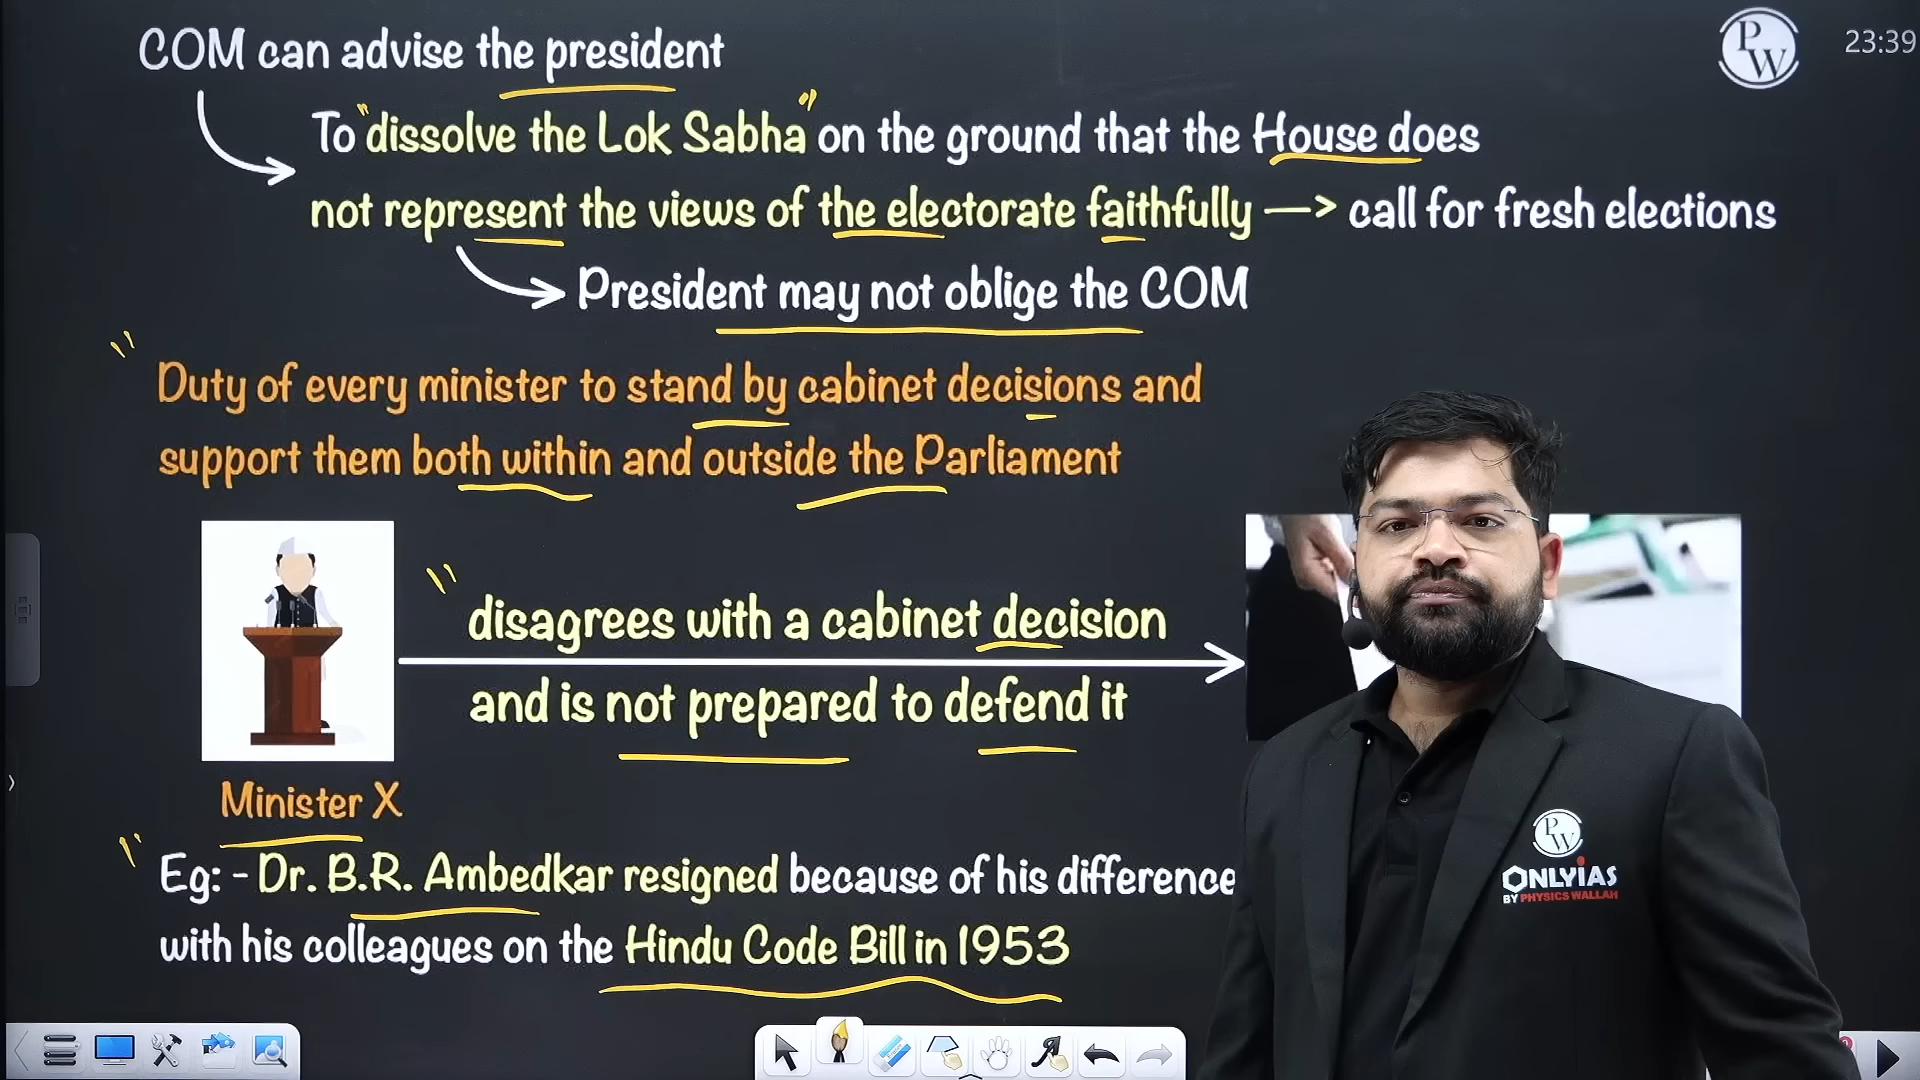 COM can advise the president
PW
23:39
To "dissolve the Lok Sabha" on the ground that the House does
not represent the views of the electorate faithfully —> call for fresh elections
President may not oblige the COM
Duty of every minister to stand by cabinet decisions and
support them both within and outside the Parliament
disagrees with a cabinet decision
and is not prepared to defend it
Minister X
Eg: - Dr. B.R. Ambedkar resigned because of his difference
with his colleagues on the Hindu Code Bill in 1953
PW
ONLYIAS
BY PHYSICS WALLAH